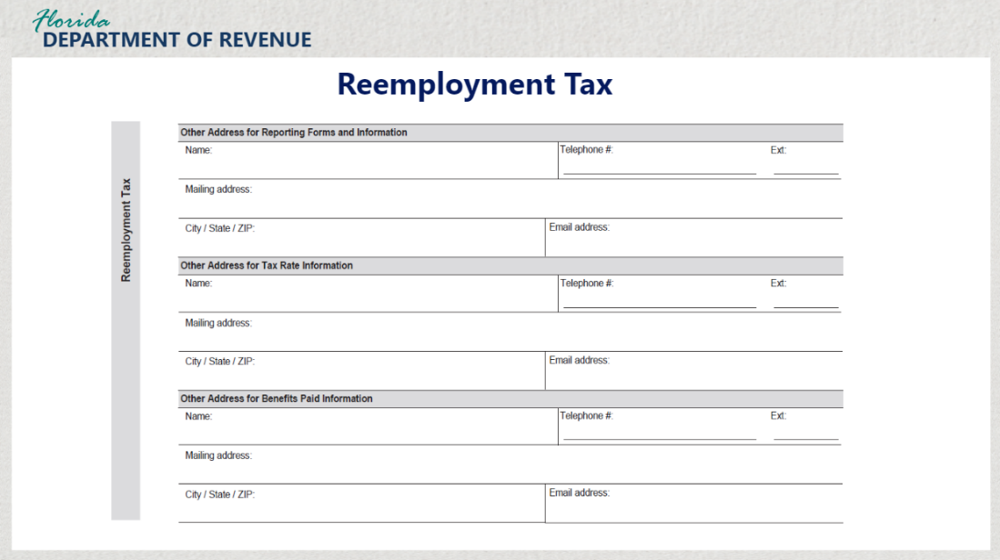 Florida
DEPARTMENT OF REVENUE
Reemployment Tax
Reemployment Tax
Other Address for Reporting Forms and Information
Name: Telephone #: Ext:
Mailing address:
City / State / ZIP: Email address:
Other Address for Tax Rate Information
Name: Telephone #: Ext:
Mailing address:
City / State / ZIP: Email address:
Other Address for Benefits Paid Information
Name: Telephone #: Ext:
Mailing address:
City / State / ZIP: Email address: